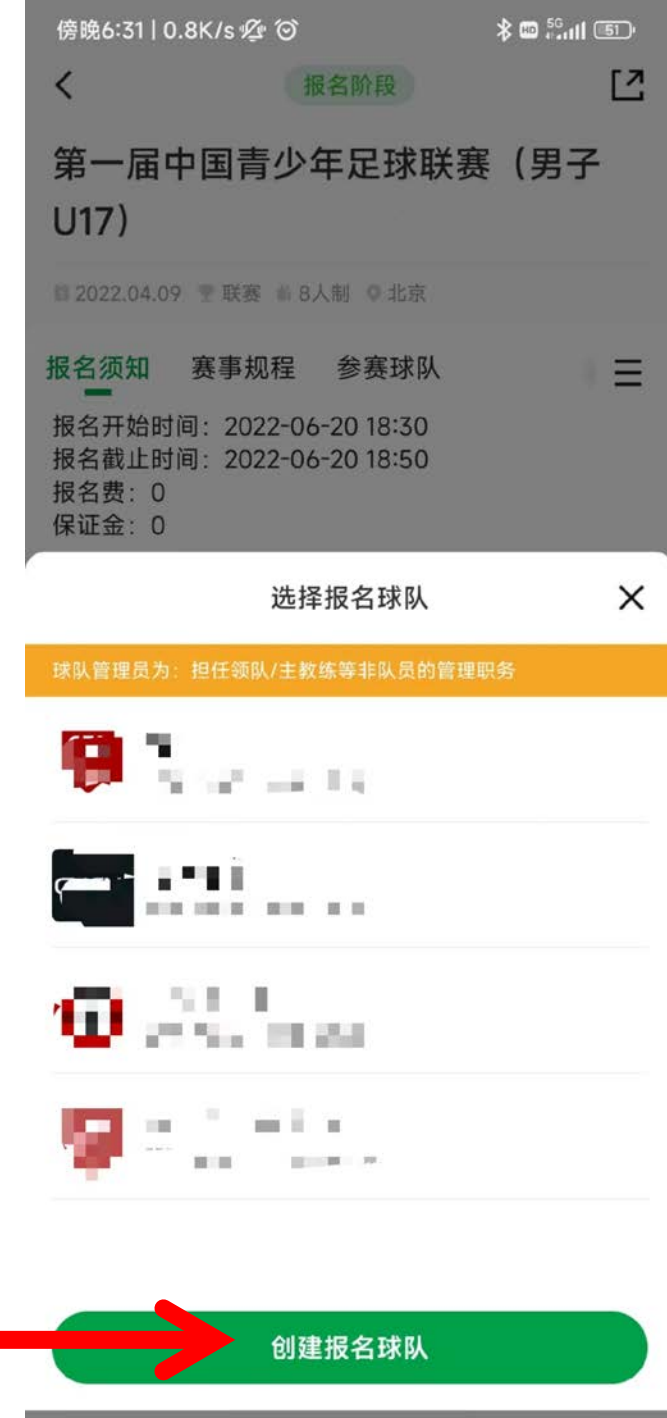 傍晚6:31 | 0.8K/s HD 5G 51
报名阶段
第一届中国青少年足球联赛（男子
U17）
2022.04.09 联赛 8人制 北京
报名须知 赛事规程 参赛球队
报名开始时间：2022-06-20 18:30
报名截止时间：2022-06-20 18:50
报名费：0
保证金：0
选择报名球队
球队管理员为：担任领队/主教练等非队员的管理职务
创建报名球队